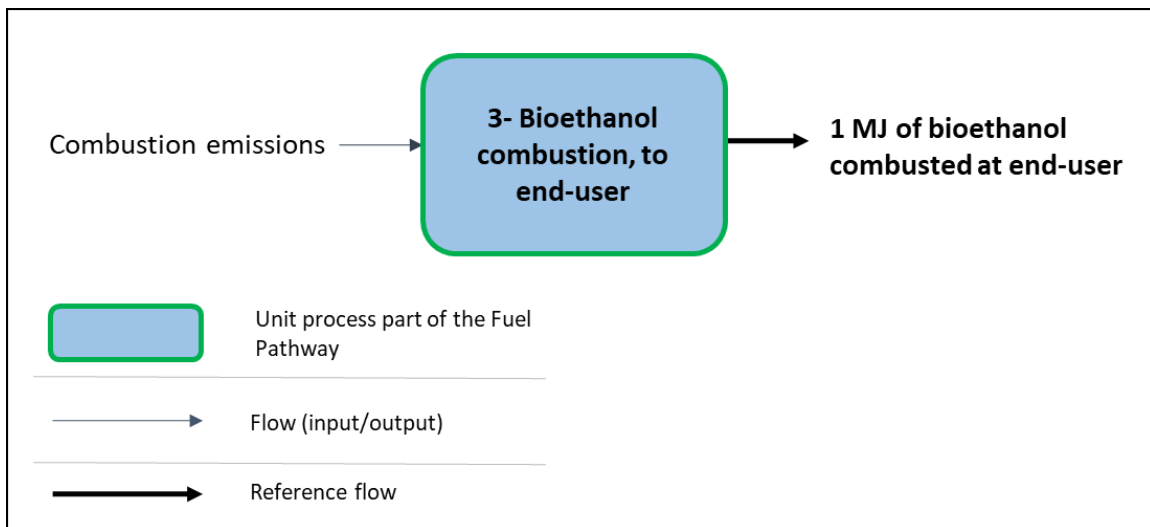 3- Bioethanol
combustion, to
end-user
Combustion emissions
1 MJ of bioethanol
combusted at end-user
Unit process part of the Fuel
Pathway
Flow (input/output)
Reference flow